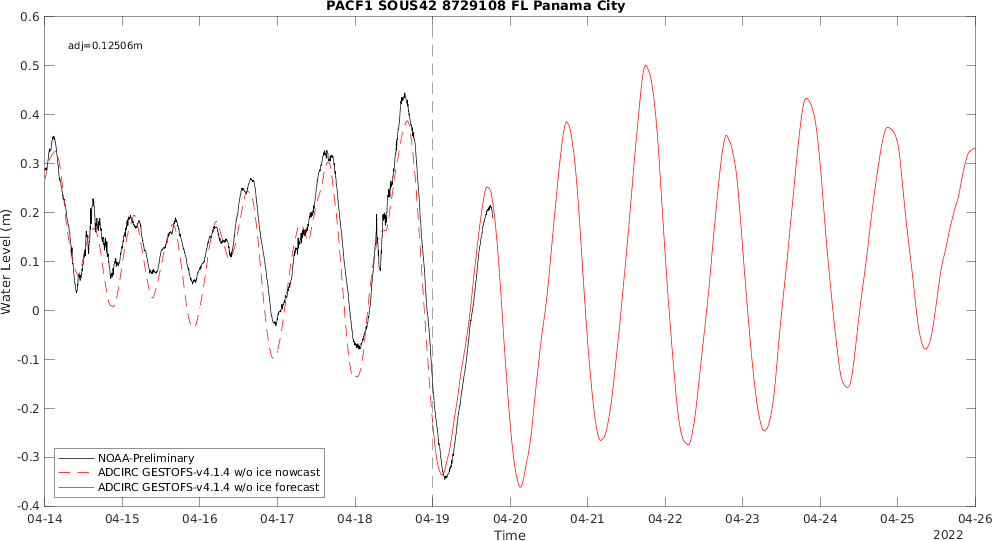 PACF1 SOUS42 8729108 FL Panama City
adj=0.12506m
0.6
0.5
0.4
0.3
0.2
0.1
0
-0.1
-0.2
-0.3
-0.4
Water Level (m)
NOAA-Preliminary
ADCIRC GESTOFS-v4.1.4 w/o ice nowcast
ADCIRC GESTOFS-v4.1.4 w/o ice forecast
04-14 04-15 04-16 04-17 04-18 04-19 04-20 04-21 04-22 04-23 04-24 04-25 04-26
Time
2022